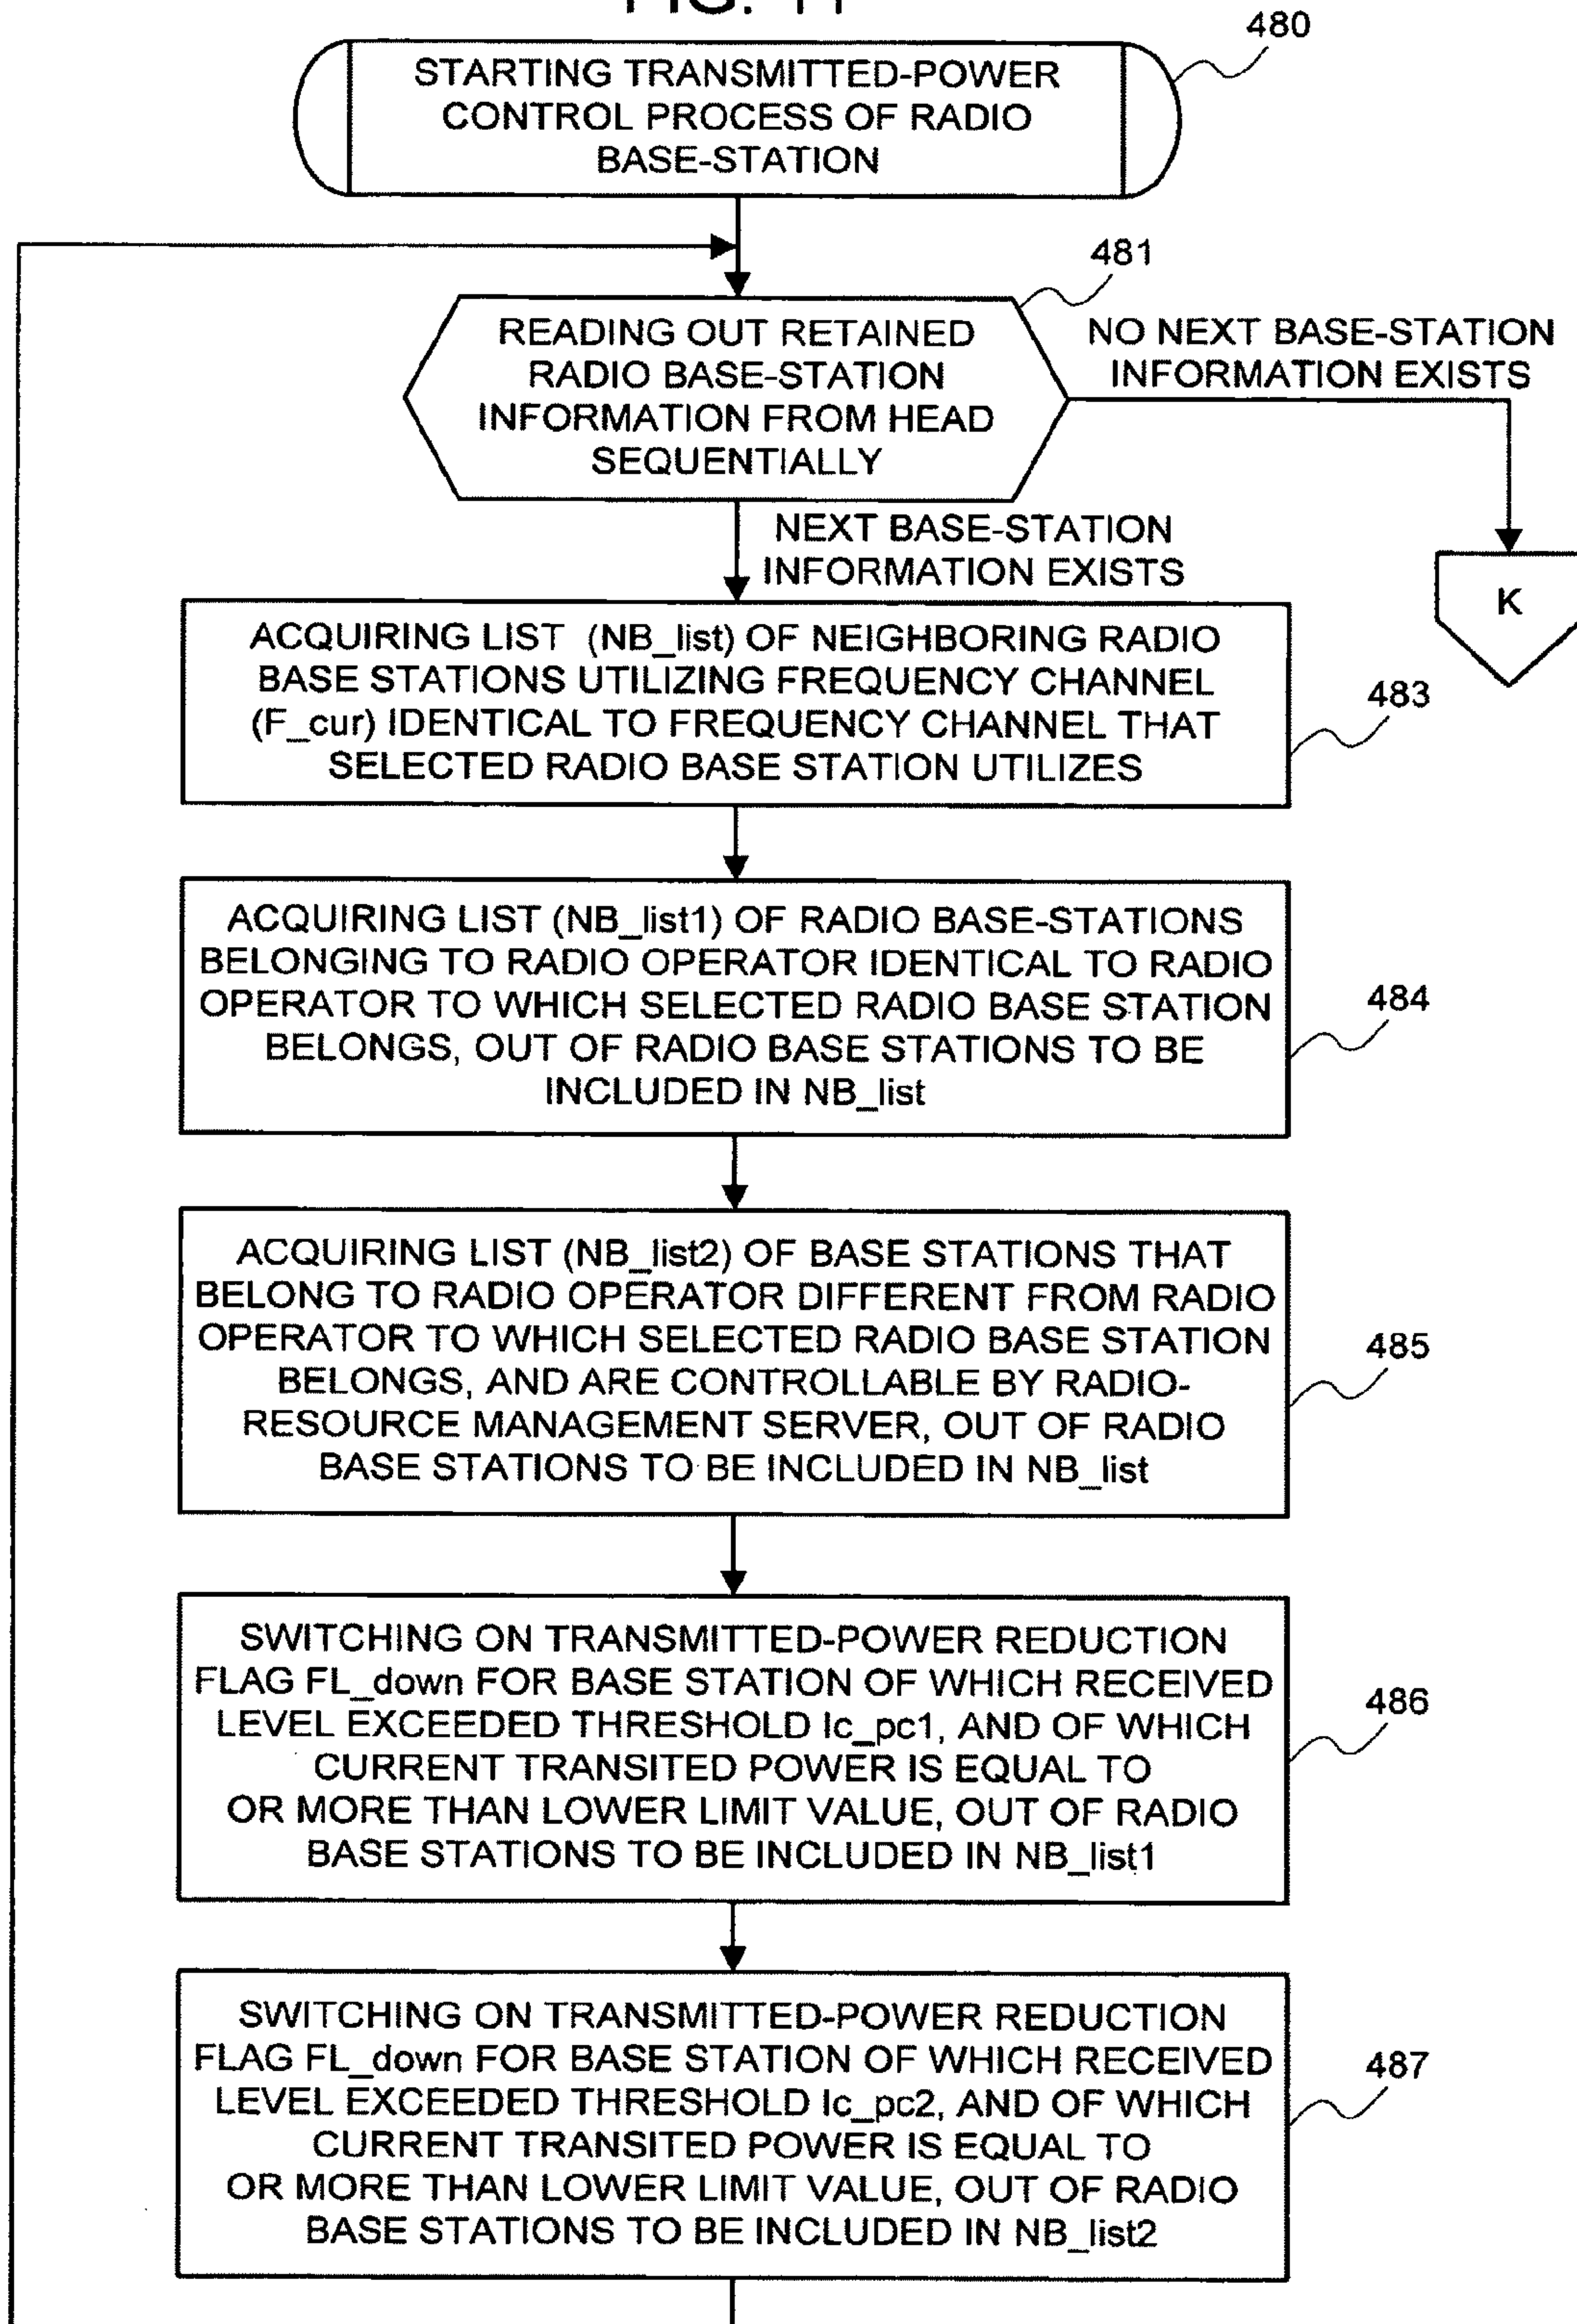 FIG. 11
480
STARTING TRANSMITTED-POWER
CONTROL PROCESS OF RADIO
BASE-STATION
481
READING OUT RETAINED
RADIO BASE-STATION
INFORMATION FROM HEAD
SEQUENTIALLY
NO NEXT BASE-STATION
INFORMATION EXISTS
NEXT BASE-STATION
INFORMATION EXISTS
K
ACQUIRING LIST (NB_list) OF NEIGHBORING RADIO
BASE STATIONS UTILIZING FREQUENCY CHANNEL
(F_cur) IDENTICAL TO FREQUENCY CHANNEL THAT
SELECTED RADIO BASE STATION UTILIZES
483
ACQUIRING LIST (NB_list1) OF RADIO BASE-STATIONS
BELONGING TO RADIO OPERATOR IDENTICAL TO RADIO
OPERATOR TO WHICH SELECTED RADIO BASE STATION
BELONGS, OUT OF RADIO BASE STATIONS TO BE
INCLUDED IN NB_list
484
ACQUIRING LIST (NB_list2) OF BASE STATIONS THAT
BELONG TO RADIO OPERATOR DIFFERENT FROM RADIO
OPERATOR TO WHICH SELECTED RADIO BASE STATION
BELONGS, AND ARE CONTROLLABLE BY RADIO-
RESOURCE MANAGEMENT SERVER, OUT OF RADIO
BASE STATIONS TO BE INCLUDED IN NB_list
485
SWITCHING ON TRANSMITTED-POWER REDUCTION
FLAG FL_down FOR BASE STATION OF WHICH RECEIVED
LEVEL EXCEEDED THRESHOLD Ic_pc1, AND OF WHICH
CURRENT TRANSITED POWER IS EQUAL TO
OR MORE THAN LOWER LIMIT VALUE, OUT OF RADIO
BASE STATIONS TO BE INCLUDED IN NB_list1
486
SWITCHING ON TRANSMITTED-POWER REDUCTION
FLAG FL_down FOR BASE STATION OF WHICH RECEIVED
LEVEL EXCEEDED THRESHOLD Ic_pc2, AND OF WHICH
CURRENT TRANSITED POWER IS EQUAL TO
OR MORE THAN LOWER LIMIT VALUE, OUT OF RADIO
BASE STATIONS TO BE INCLUDED IN NB_list2
487